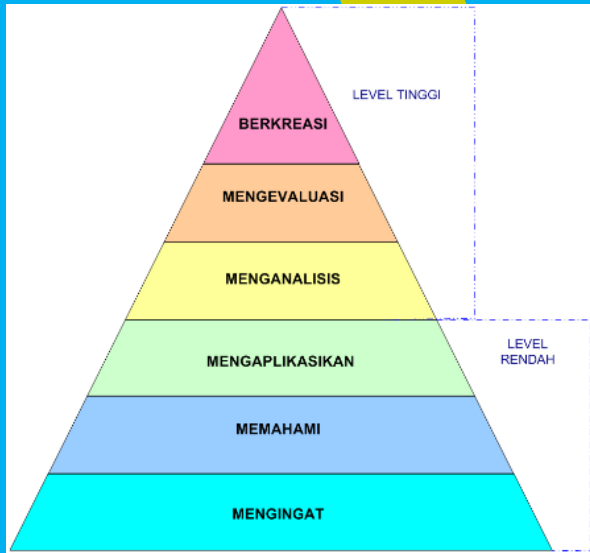 LEVEL TINGGI
BERKREASI
MENGEVALUASI
MENGANALISIS
LEVEL
RENDAH
MENGAPLIKASIKAN
MEMAHAMI
MENGINGAT